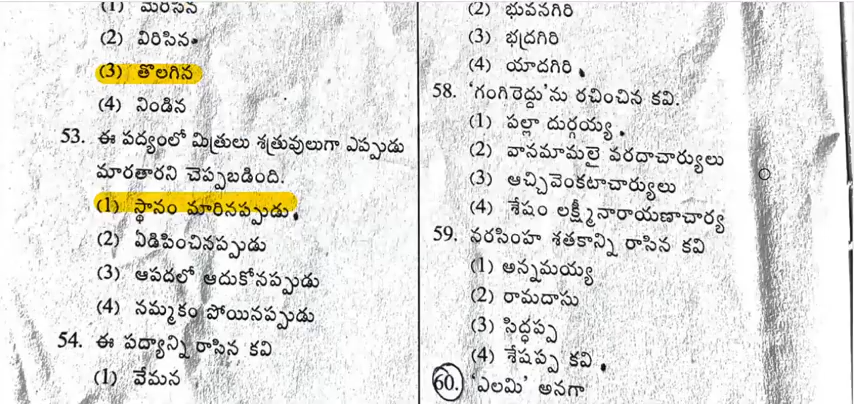 (1) మెరిసిన
(2) విరిసిన
(3) తొలగిన
(4) నిండిన
53. ఈ పద్యంలో మిత్రులు శత్రువులుగా ఎప్పుడు
మారతారని చెప్పబడింది.
(1) స్థానం మారినప్పుడు
(2) ఏడిపించినప్పుడు
(3) ఆపదలో ఆదుకోనప్పుడు
(4) నమ్మకం పోయినప్పుడు
54. ఈ పద్యాన్ని రాసిన కవి
(1) వేమన
(2) భువనగిరి
(3) భద్రగిరి
(4) యాదగిరి
58. 'గంగిరెద్దు'ను రచించిన కవి.
(1) పల్లా దుర్గయ్య
(2) వానమామలై వరదాచార్యులు
(3) ఆచ్చివెంకటాచార్యులు
(4) శేషం లక్ష్మీనారాయణాచార్య
59. నరసింహ శతకాన్ని రాసిన కవి
(1) అన్నమయ్య
(2) రామదాసు
(3) సిద్ధప్ప
(4) శేషప్ప కవి
60. 'ఎలమి' అనగా